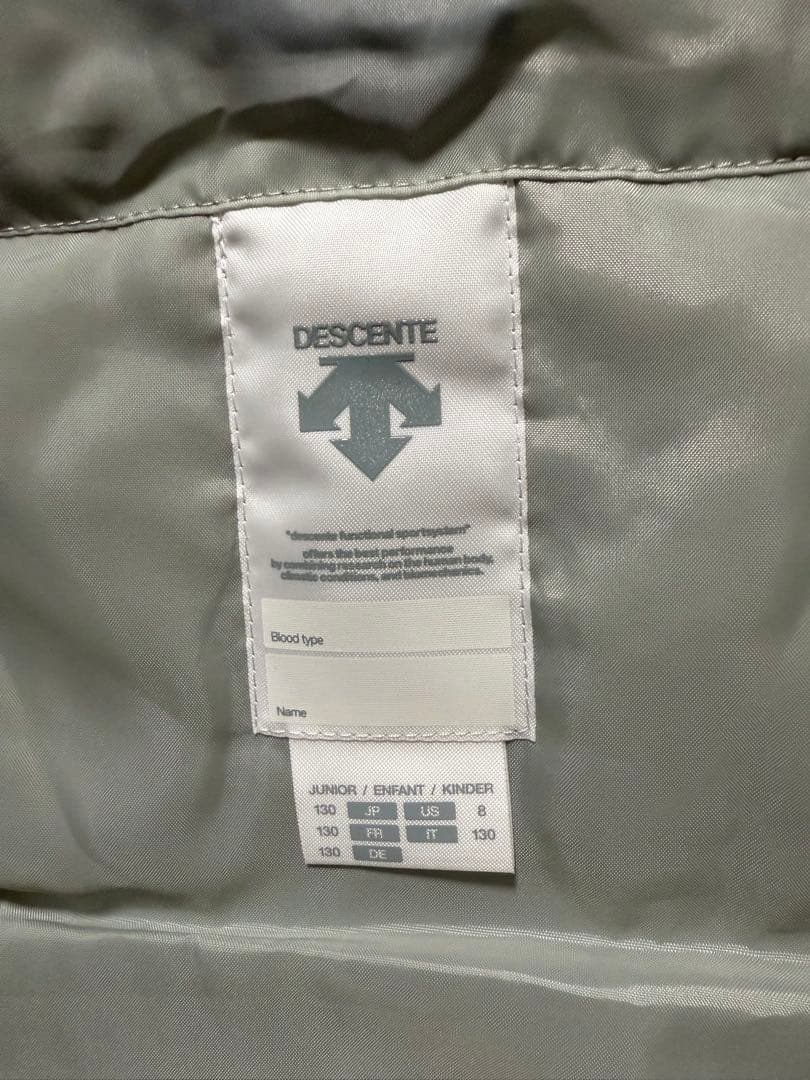 DESCENTE
"descente functional sportsystem"
offers the best performance
by combining research on the human body,
climatic conditions, and biomechanics.
Blood type
Name
JUNIOR / ENFANT / KINDER
130 JP US 8
130 FR IT 130
130 DE